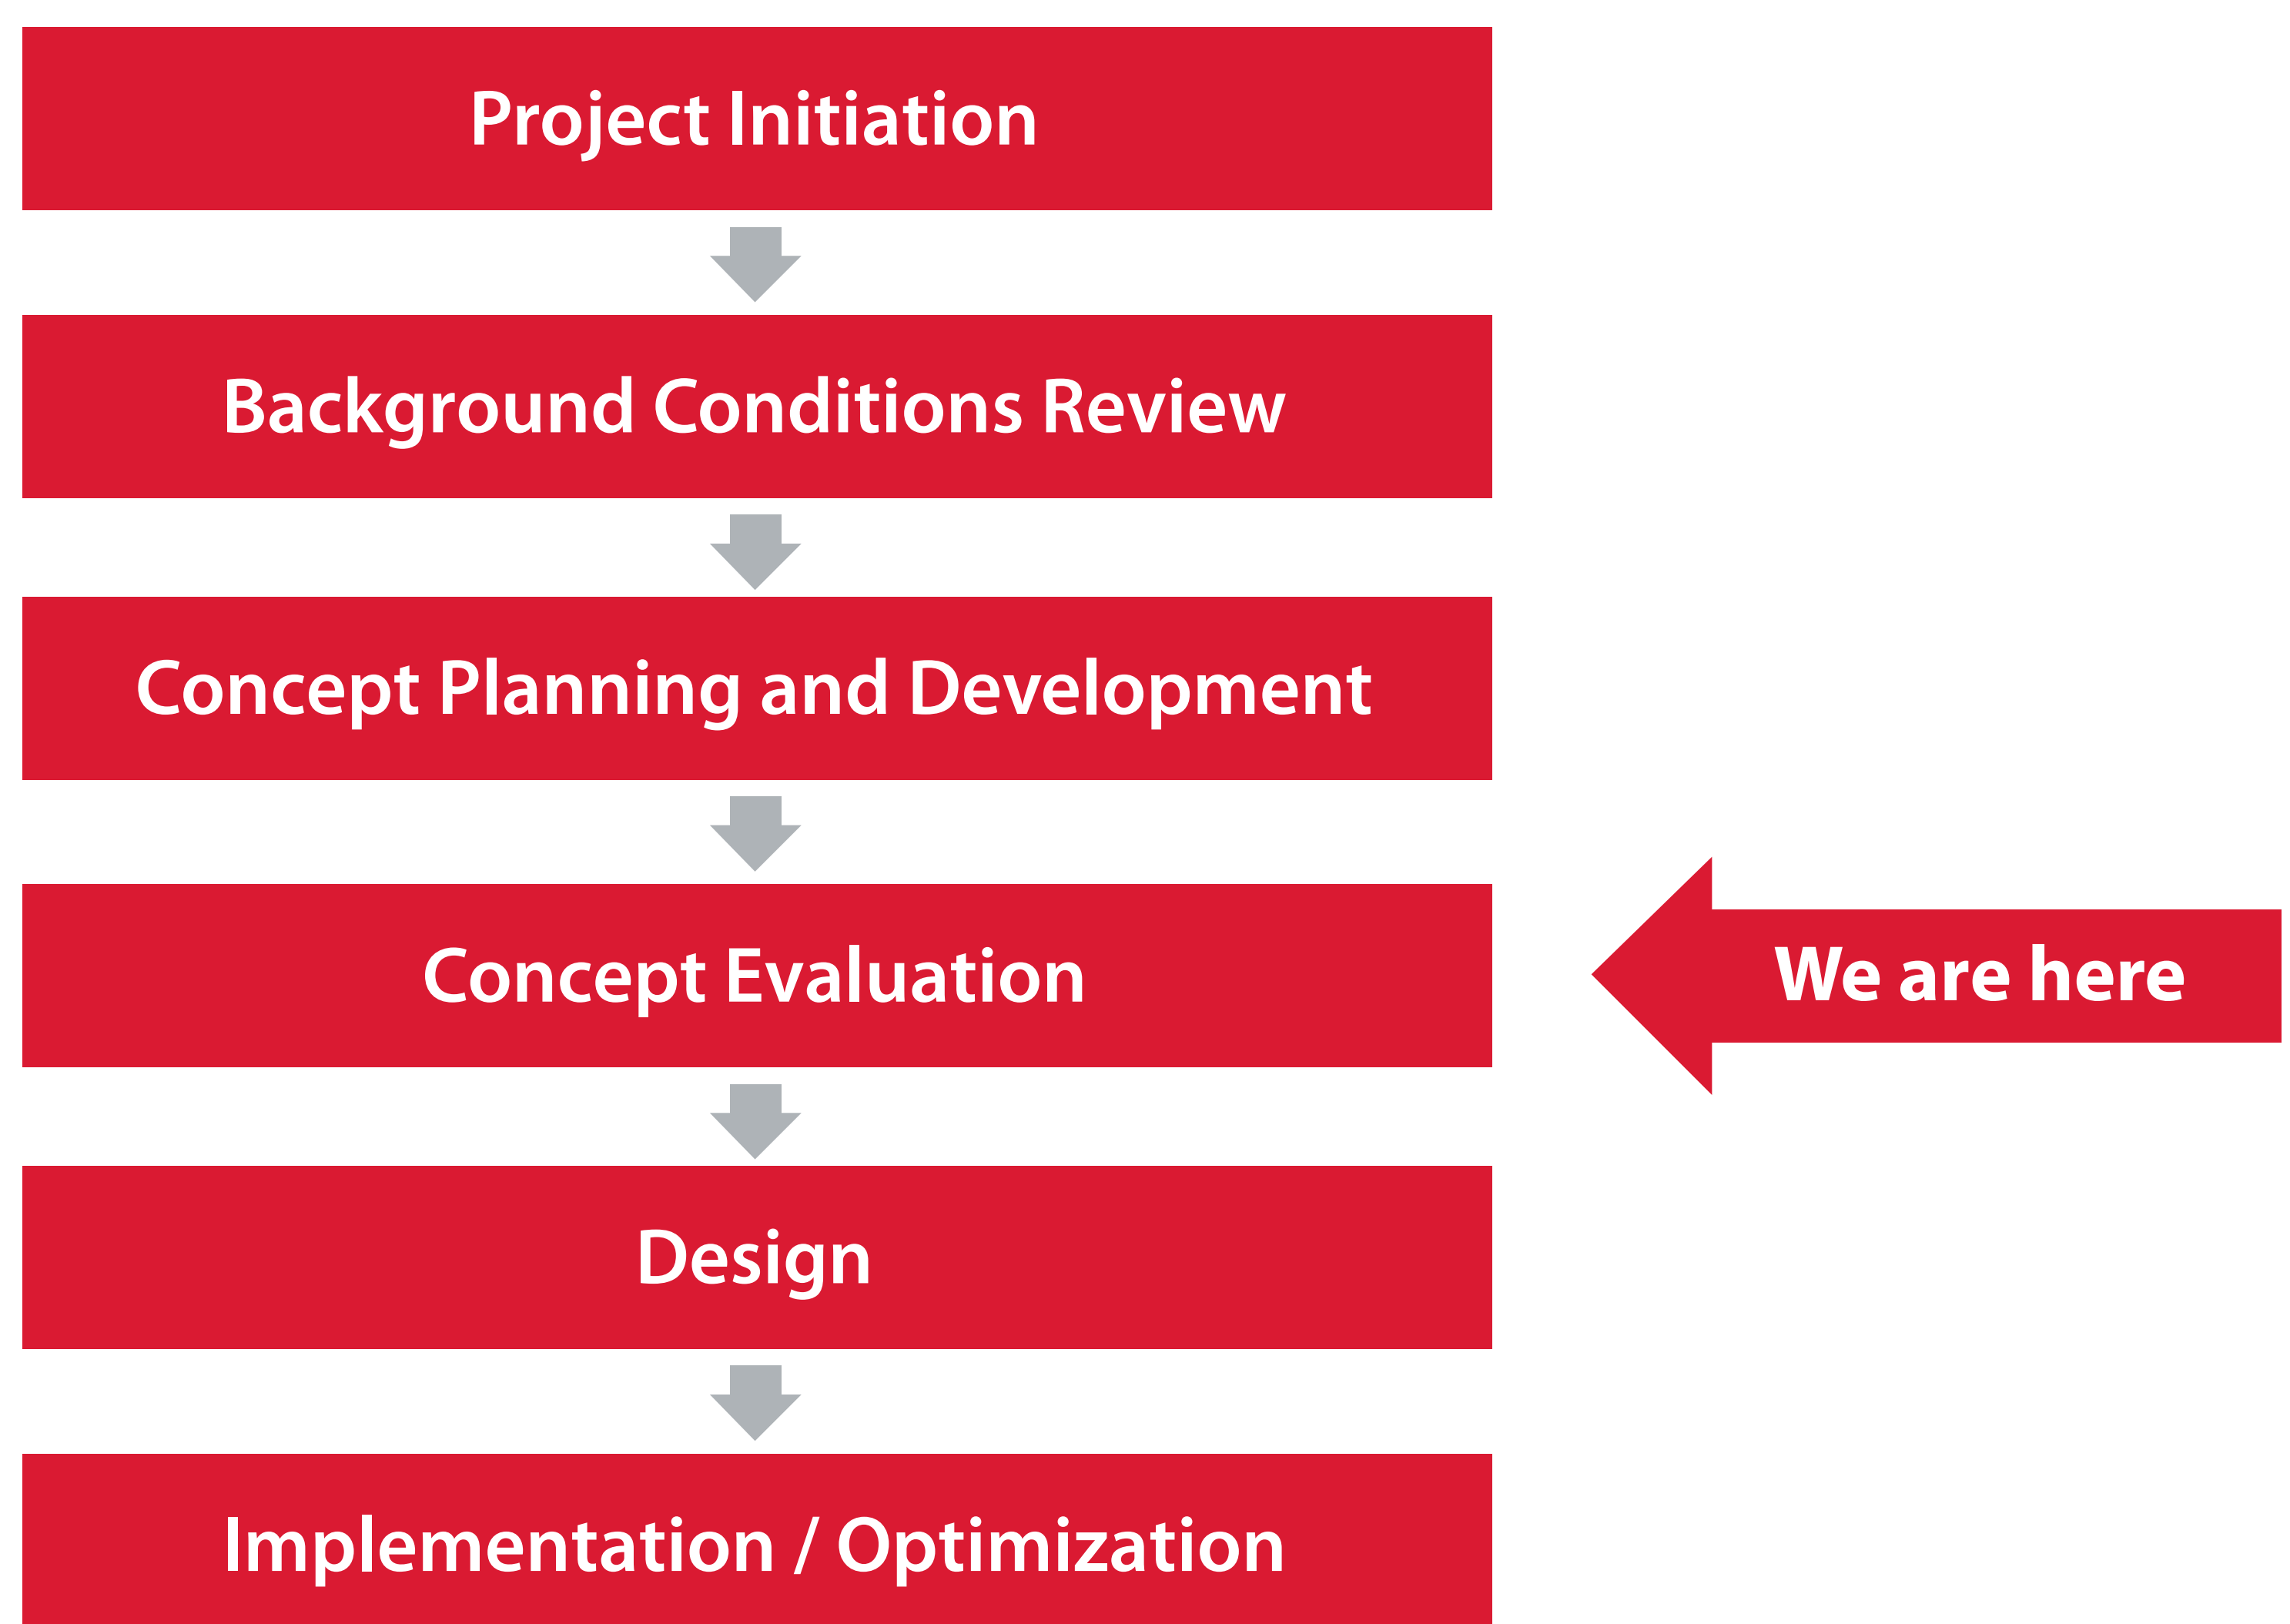 Project Initiation
Background Conditions Review
Concept Planning and Development
Concept Evaluation
We are here
Design
Implementation / Optimization